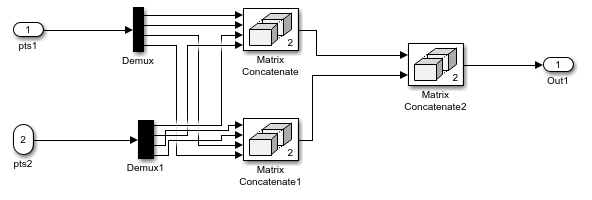 1
pts1
Demux
2
Matrix
Concatenate
2
Matrix
Concatenate2
1
Out1
2
pts2
Demux1
2
Matrix
Concatenate1